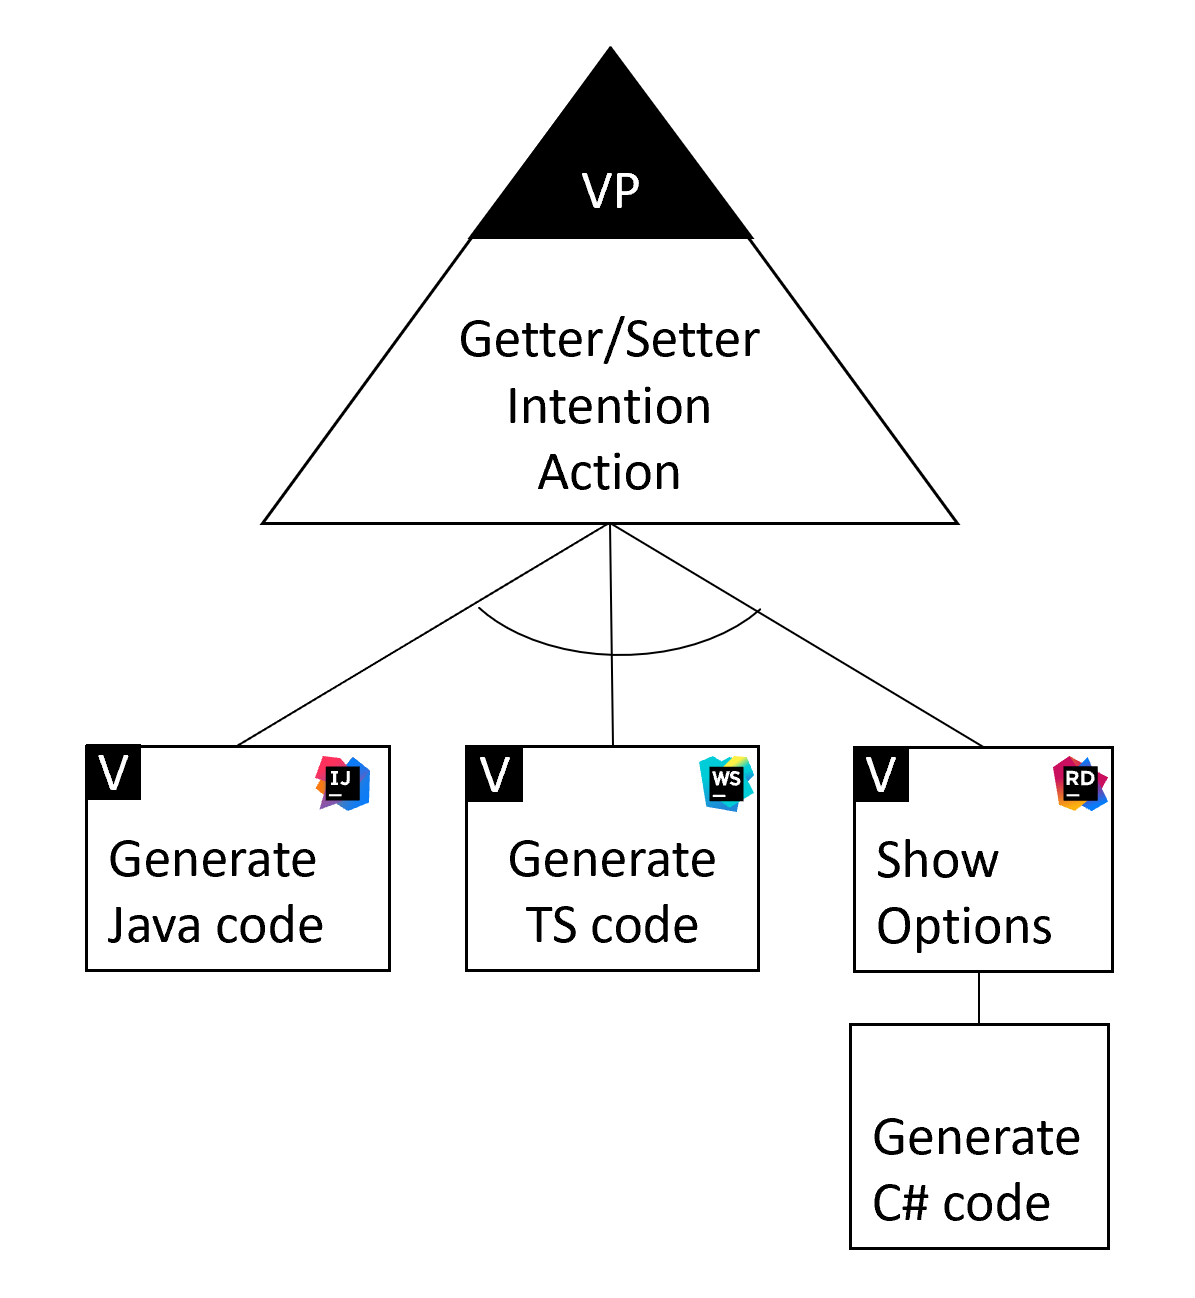 VP
Getter/Setter
Intention
Action
V
IJ
Generate
Java code
V
WS
Generate
TS code
V
RD
Show
Options
Generate
C# code